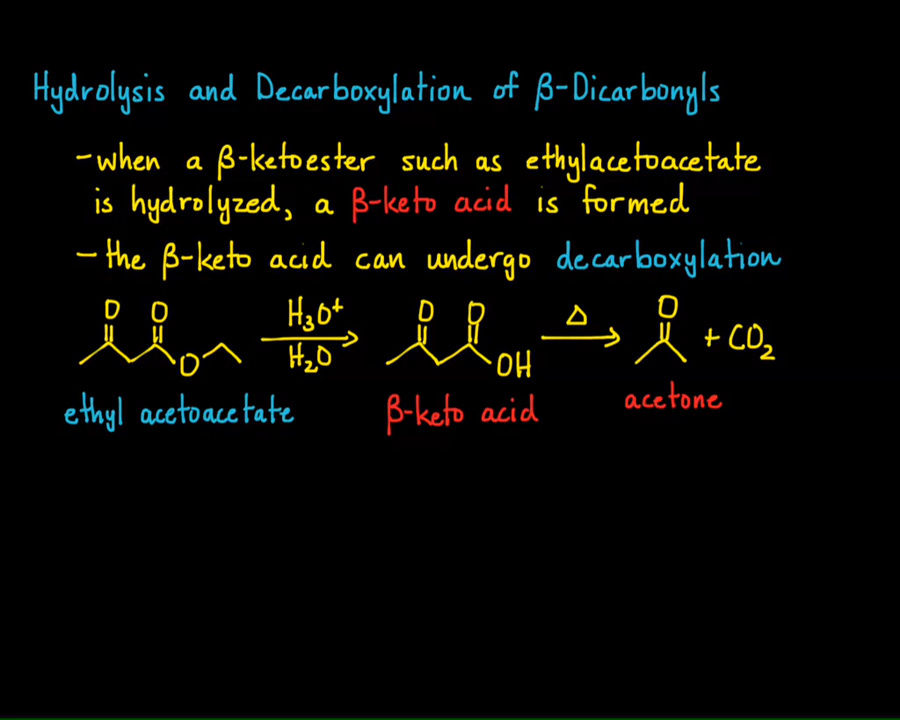 Hydrolysis and Decarboxylation of β-Dicarbonyls
-when a β-ketoester such as ethylacetoacetate
is hydrolyzed, a β-keto acid is formed
-the β-keto acid can undergo decarboxylation
O O O O O
H₃O⁺ Δ
H₂O + CO₂
O OH
ethyl acetoacetate β-keto acid acetone